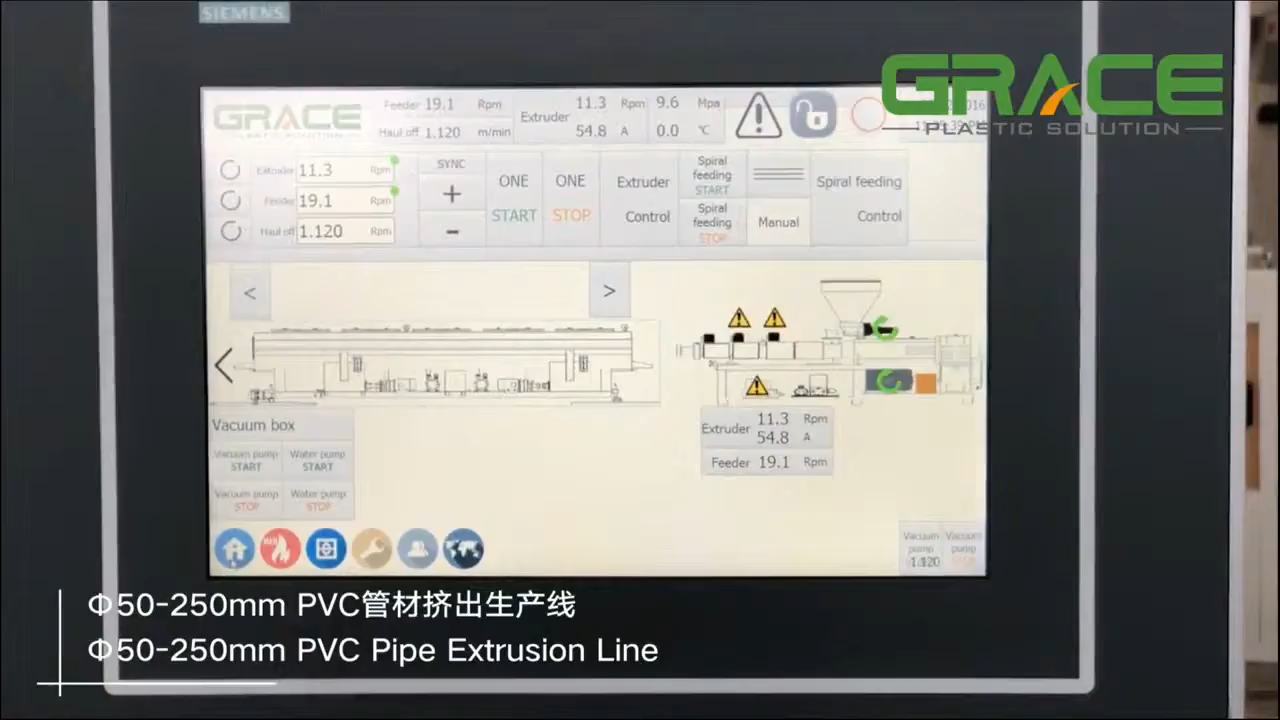 SIEMENS
GRACE
PLASTIC SOLUTION
GRACE
PLASTIC SOLUTION
Feeder 19.1 Rpm
Haul off 1.120 m/min
Extruder
11.3 Rpm
54.8 A
9.6 Mpa
0.0 ℃
Extruder 11.3 Rpm
Feeder 19.1 Rpm
Haul off 1.120 Rpm
SYNC
+
-
ONE
START
ONE
STOP
Extruder
Control
Spiral
feeding
START
Spiral
feeding
STOP
Manual
Spiral feeding
Control
<
>
Vacuum box
Vacuum pump
START
Water pump
START
Vacuum pump
STOP
Water pump
STOP
Extruder
11.3 Rpm
54.8 A
Feeder 19.1 Rpm
Vacuum
pump
1.120
Vacuum
pump
STOP
Φ50-250mm PVC管材挤出生产线
Φ50-250mm PVC Pipe Extrusion Line